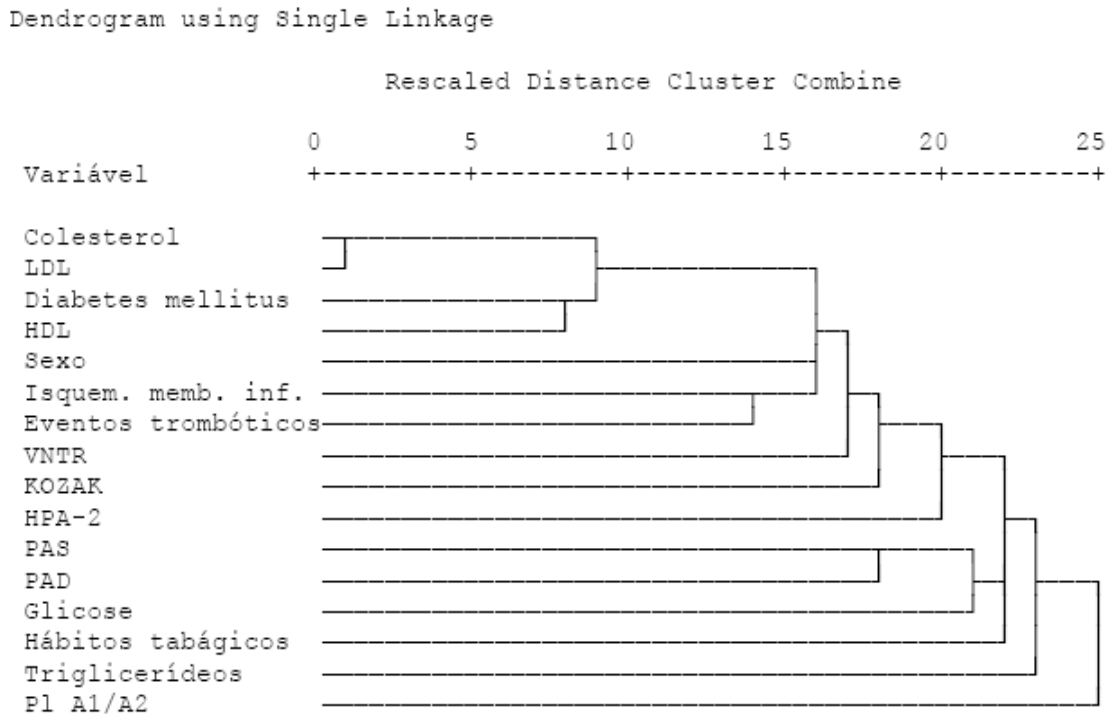 Dendrogram using Single Linkage
Rescaled Distance Cluster Combine
0 5 10 15 20 25
Variável +---------+---------+---------+---------+---------+
Colesterol
LDL
Diabetes mellitus
HDL
Sexo
Isquem. memb. inf.
Eventos trombóticos
VNTR
KOZAK
HPA-2
PAS
PAD
Glicose
Hábitos tabágicos
Triglicerídeos
Pl A1/A2